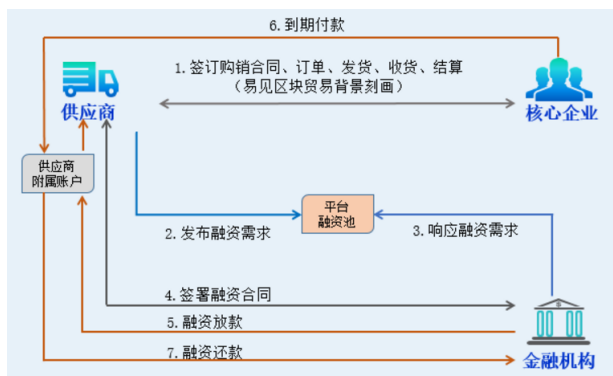 6.到期付款
1.签订购销合同、订单、发货、收货、结算
（易见区块贸易背景刻画）
供应商
核心企业
供应商
附属账户
平台
融资池
2.发布融资需求
3.响应融资需求
4.签署融资合同
5.融资放款
7.融资还款
金融机构